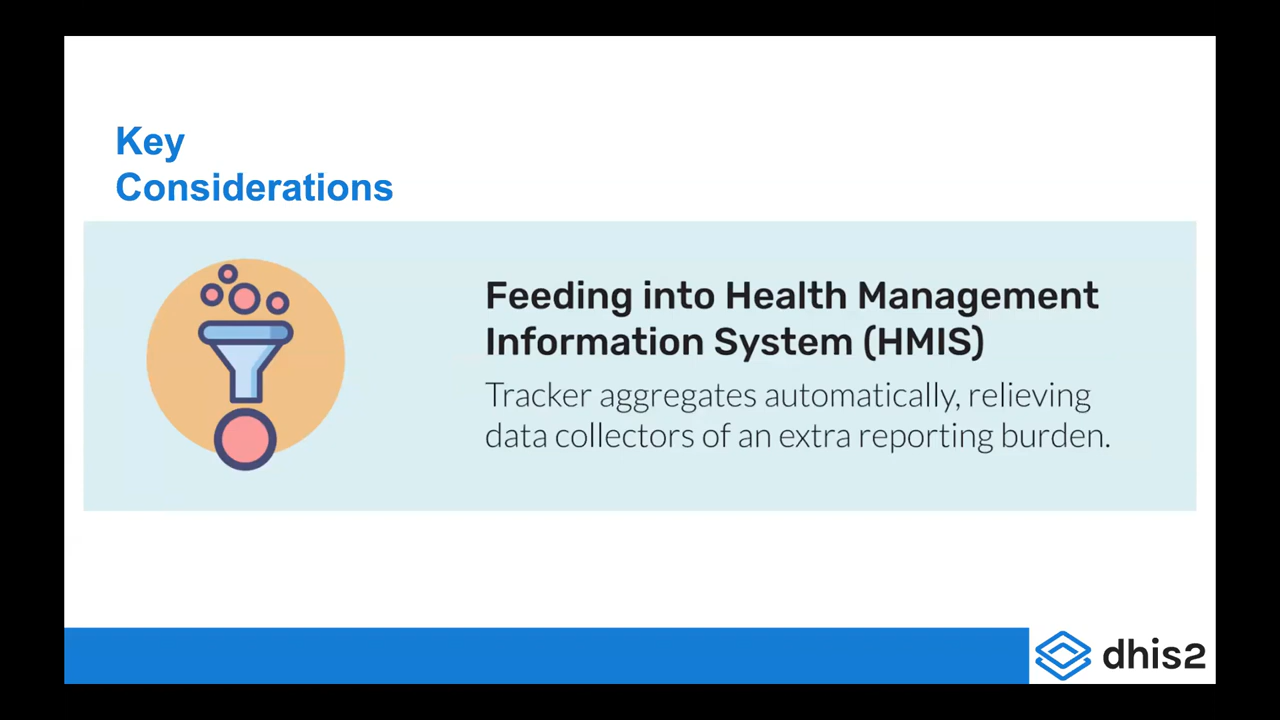 Key
Considerations
Feeding into Health Management
Information System (HMIS)
Tracker aggregates automatically, relieving
data collectors of an extra reporting burden.
dhis2